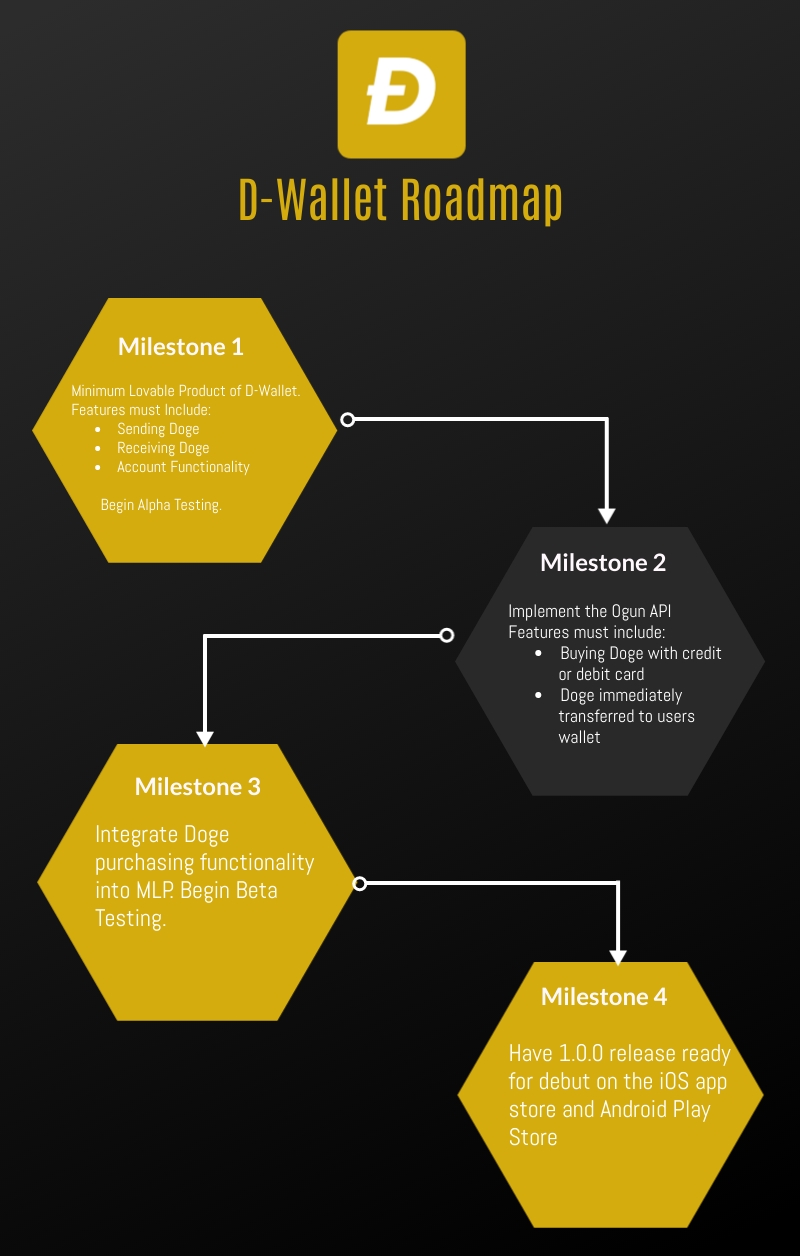 Ð
D-Wallet Roadmap
Milestone 1
Minimum Lovable Product of D-Wallet.
Features must Include:
• Sending Doge
• Receiving Doge
• Account Functionality
Begin Alpha Testing.
Milestone 2
Implement the Ogun API
Features must include:
• Buying Doge with credit
or debit card
• Doge immediately
transferred to users
wallet
Milestone 3
Integrate Doge
purchasing functionality
into MLP. Begin Beta
Testing.
Milestone 4
Have 1.0.0 release ready
for debut on the iOS app
store and Android Play
Store